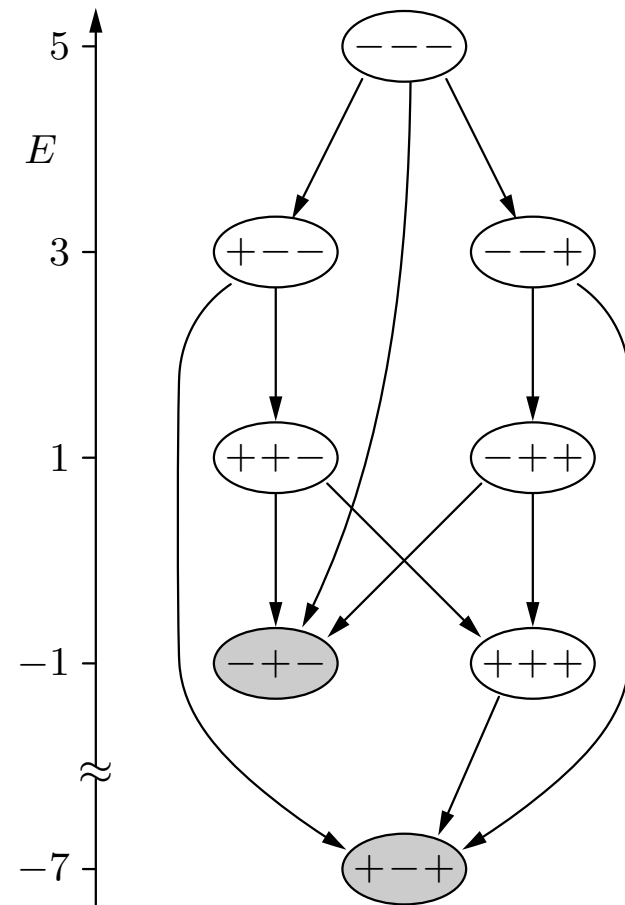 5 − − −
E
3 + − − − − +
1 + + − − + +
−1 − + − + + +
≈
−7 + − +